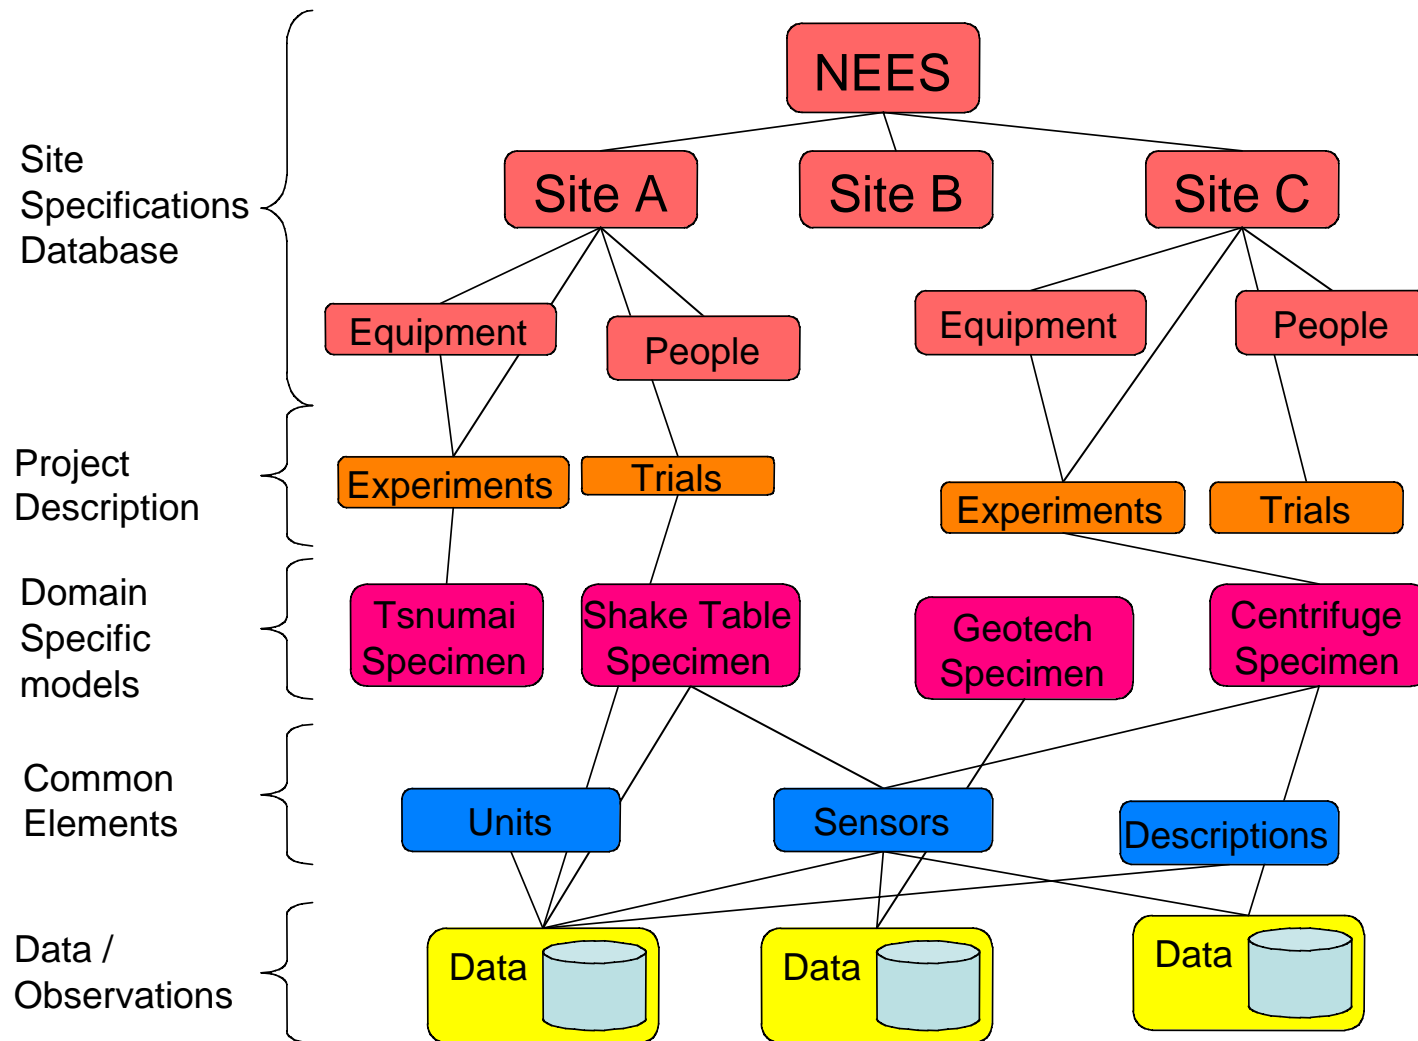 NEES
Site
Specifications
Database
Site A
Site B
Site C
Equipment
People
Equipment
People
Project
Description
Experiments
Trials
Experiments
Trials
Domain
Specific
models
Tsnumai
Specimen
Shake Table
Specimen
Geotech
Specimen
Centrifuge
Specimen
Common
Elements
Units
Sensors
Descriptions
Data /
Observations
Data
Data
Data